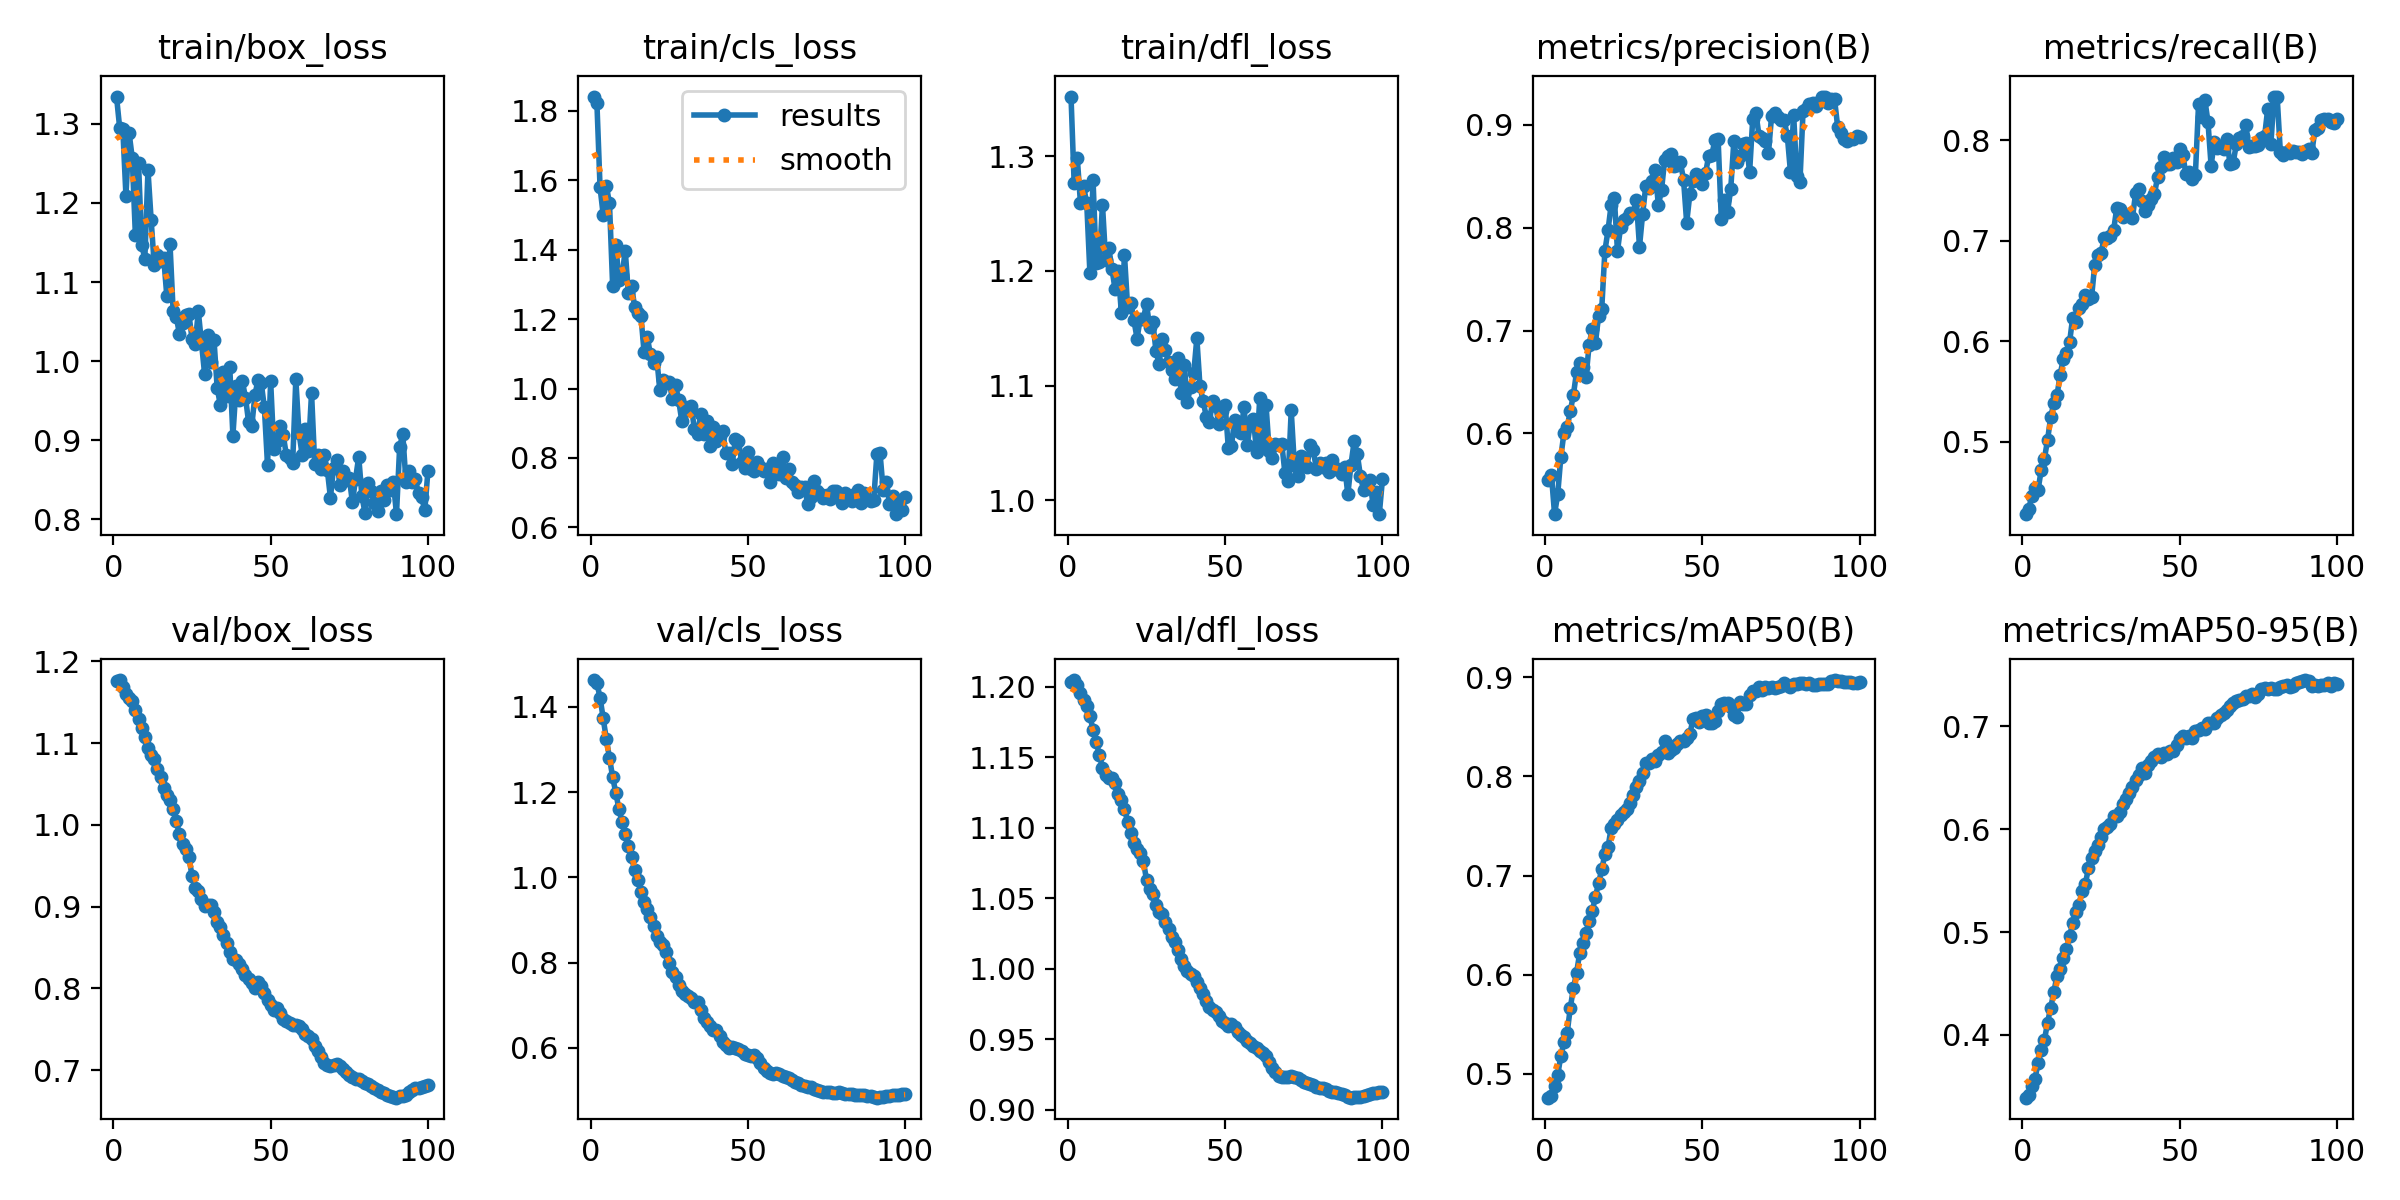 train/box_loss
1.3
1.2
1.1
1.0
0.9
0.8
0 50 100
train/cls_loss
results
smooth
1.8
1.6
1.4
1.2
1.0
0.8
0.6
0 50 100
train/dfl_loss
1.3
1.2
1.1
1.0
0 50 100
metrics/precision(B)
0.9
0.8
0.7
0.6
0 50 100
metrics/recall(B)
0.8
0.7
0.6
0.5
0 50 100
val/box_loss
1.2
1.1
1.0
0.9
0.8
0.7
0 50 100
val/cls_loss
1.4
1.2
1.0
0.8
0.6
0 50 100
val/dfl_loss
1.20
1.15
1.10
1.05
1.00
0.95
0.90
0 50 100
metrics/mAP50(B)
0.9
0.8
0.7
0.6
0.5
0 50 100
metrics/mAP50-95(B)
0.7
0.6
0.5
0.4
0 50 100